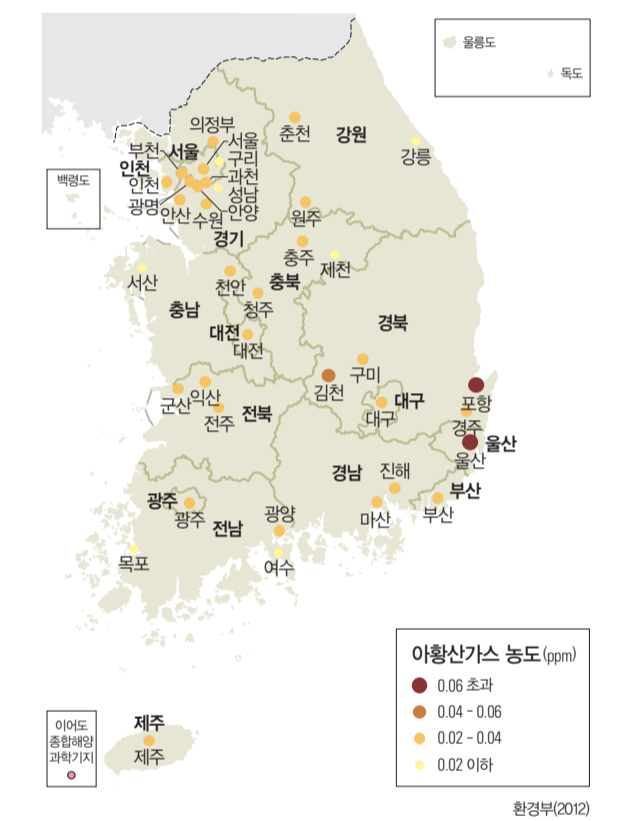 울릉도
독도
의정부
춘천
강원
강릉
부천
서울
서울
구리
인천
인천
과천
성남
광명
안산
수원
안양
백령도
경기
원주
충주
제천
충북
서산
천안
청주
충남
대전
대전
경북
구미
김천
대구
대구
포항
경주
울산
울산
군산
익산
전주
전북
경남
진해
마산
부산
부산
광주
광주
전남
광양
여수
목포
제주
제주
이어도
종합해양
과학기지
아황산가스 농도(ppm)
0.06 초과
0.04 - 0.06
0.02 - 0.04
0.02 이하
환경부(2012)